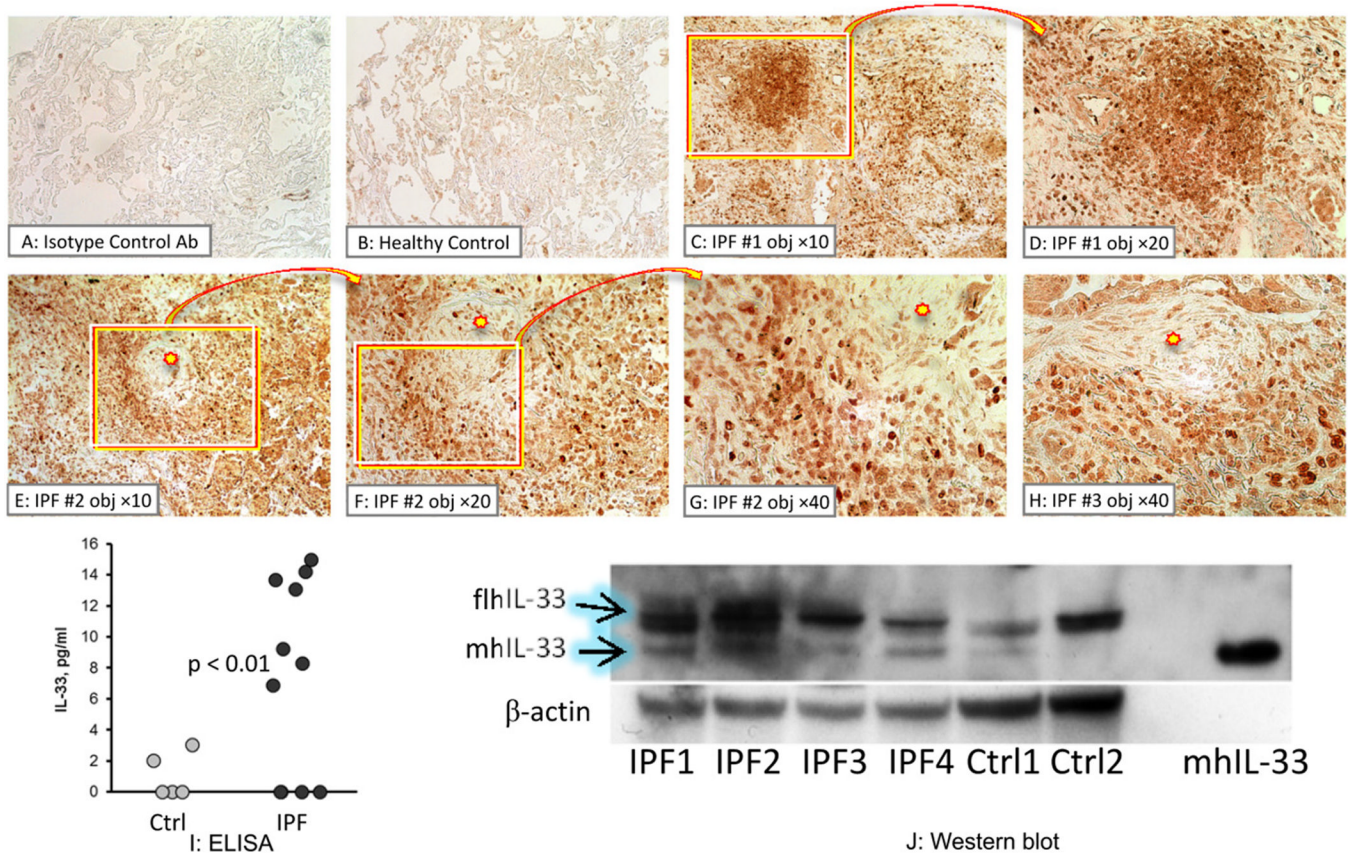 A: Isotype Control Ab
B: Healthy Control
C: IPF #1 obj ×10
D: IPF #1 obj ×20
E: IPF #2 obj ×10
F: IPF #2 obj ×20
G: IPF #2 obj ×40
H: IPF #3 obj ×40
IL-33, pg/ml
16
14
12
10
8
6
4
2
0
p < 0.01
Ctrl
IPF
I: ELISA
flhIL-33
mhIL-33
β-actin
IPF1 IPF2 IPF3 IPF4 Ctrl1 Ctrl2 mhIL-33
J: Western blot